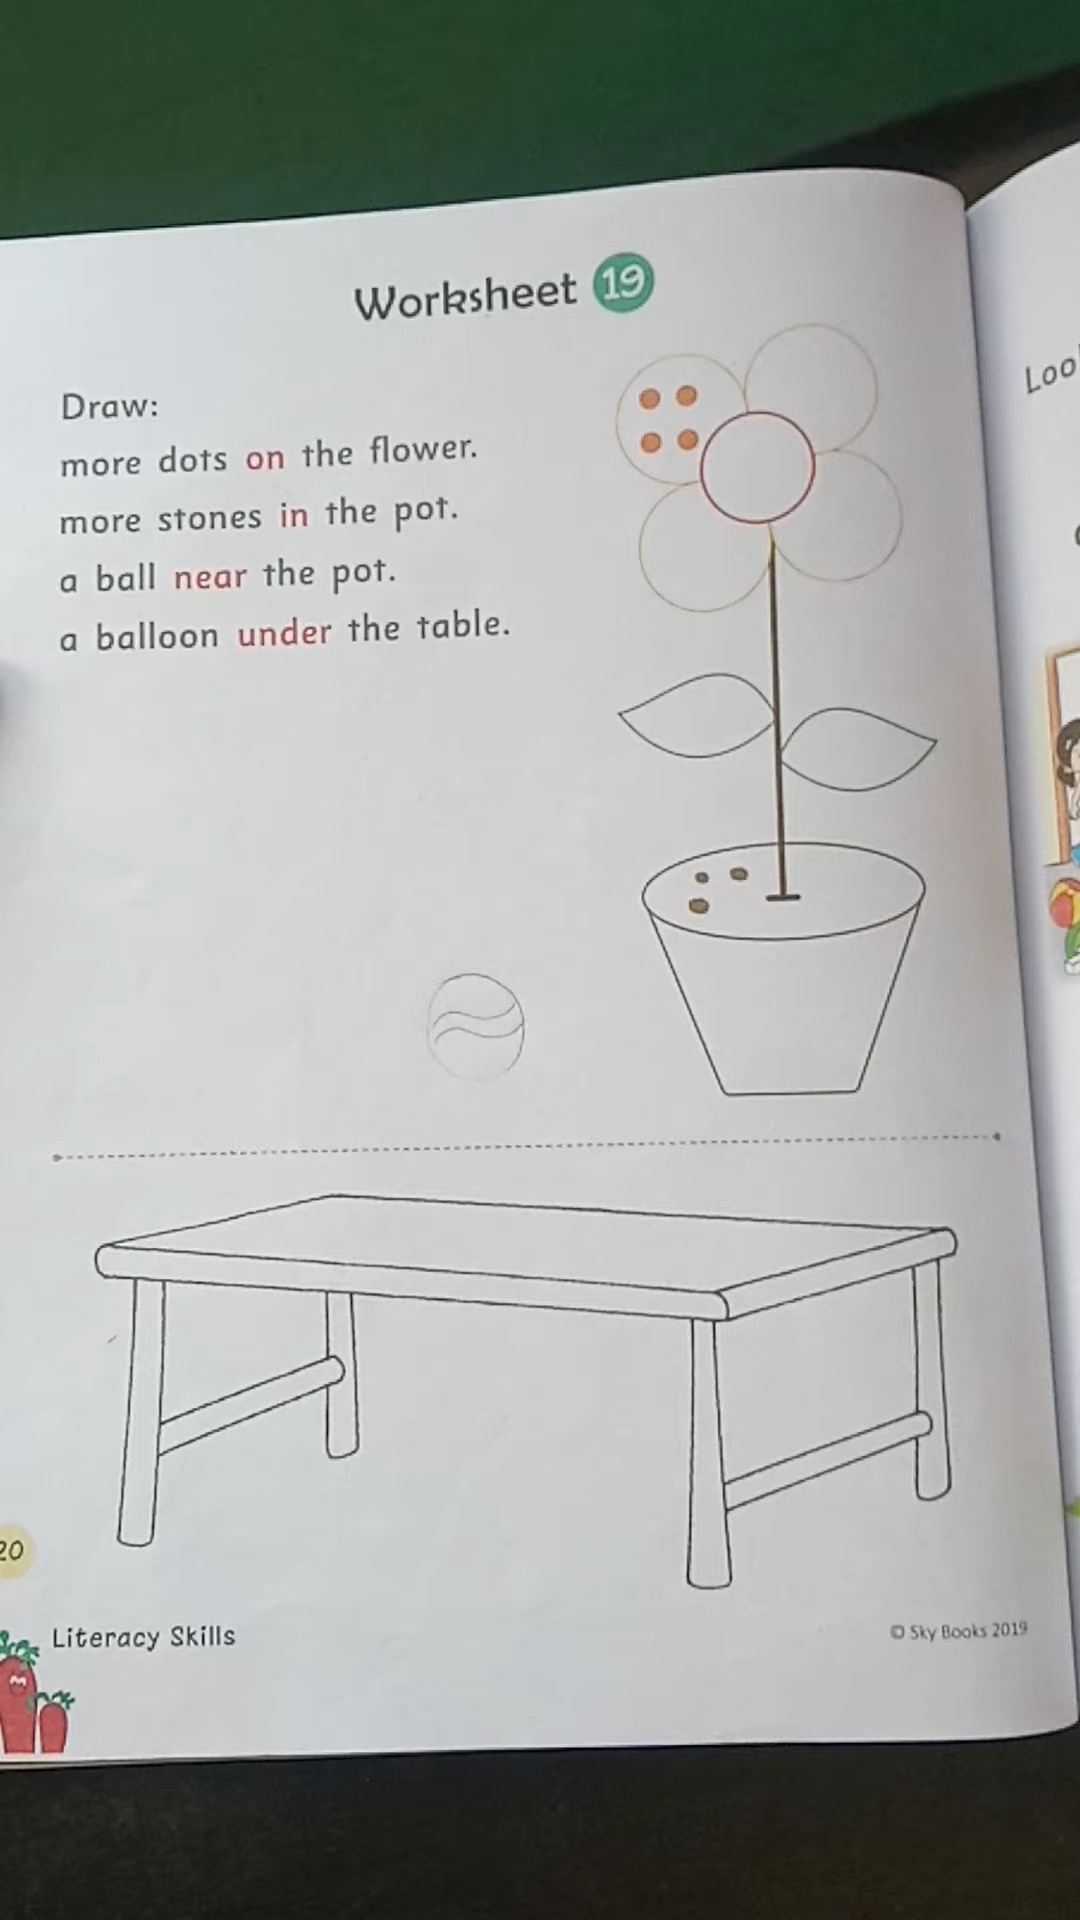 Worksheet 19
Draw:
more dots on the flower.
more stones in the pot.
a ball near the pot.
a balloon under the table.
20
Literacy Skills
© Sky Books 2019